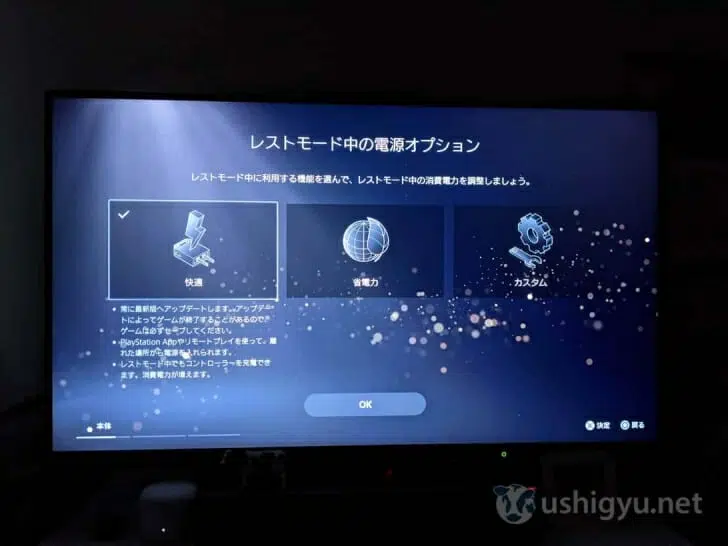 レストモード中の電源オプション
レストモード中に利用する機能を選んで、レストモード中の消費電力を調整しましょう。
快適
省電力
カスタム
• 常に最新版へアップデートします。アップデー
トによってゲームが終了することがあるので、
ゲームは必ずセーブしてください。
• PlayStation Appやリモートプレイを使って、離
れた場所から電源を入れられます。
• レストモード中でもコントローラーを充電でき
ます。消費電力が増えます。
OK
本体
決定 戻る
ushigyu.net